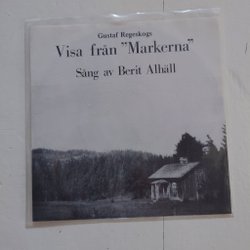 Gustaf Regeskogs
Visa från "Markerna"
Sång av Berit Alhäll